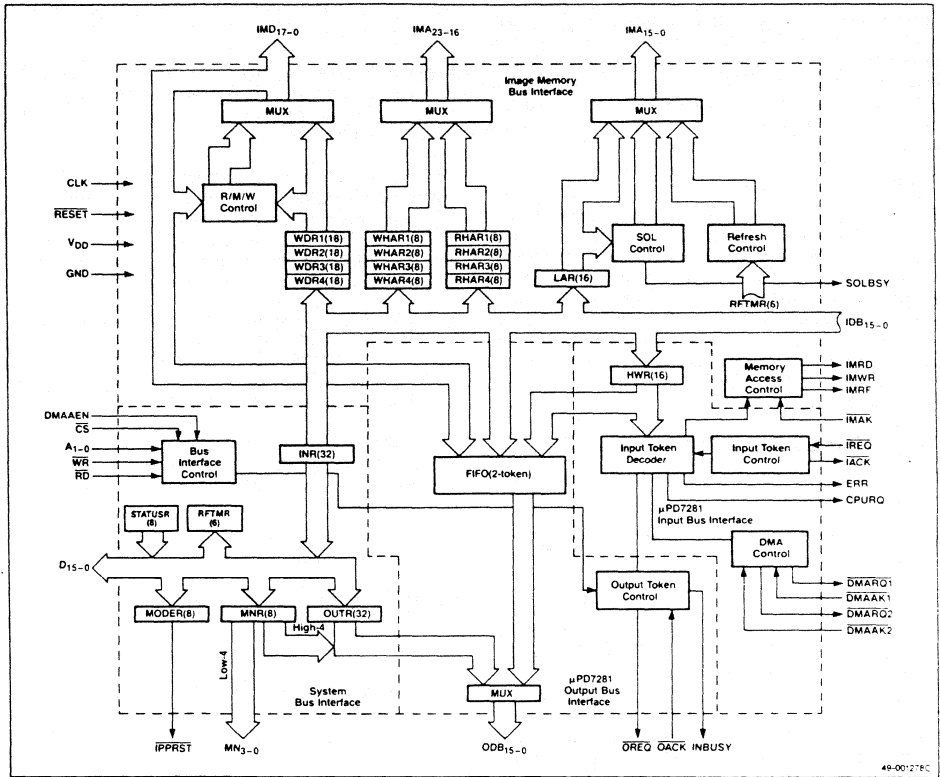 IMD17-0
IMA23-16
IMA15-0
Image Memory
Bus Interface
MUX
MUX
MUX
CLK
RESET
VDD
GND
R/M/W
Control
WDR1(18)
WDR2(18)
WDR3(18)
WDR4(18)
WHAR1(8)
WHAR2(8)
WHAR3(8)
WHAR4(8)
RHAR1(8)
RHAR2(8)
RHAR3(8)
RHAR4(8)
LAR(16)
SOL
Control
Refresh
Control
RFTMR(6)
SOLBSY
IDB15-0
HWR(16)
Memory
Access
Control
IMRD
IMWR
IMRF
IMAK
DMAAEN
CS
A1-0
WR
RD
Bus
Interface
Control
INR(32)
FIFO(2-token)
Input Token
Decoder
Input Token
Control
IREQ
IACK
ERR
CPURQ
μPD7281
Input Bus Interface
STATUSR
(8)
RFTMR
(6)
D15-0
DMA
Control
DMARQ1
DMAAK1
DMARQ2
DMAAK2
Output Token
Control
MODER(8)
MNR(8)
OUTR(32)
High-4
Low-4
System
Bus Interface
MUX
μPD7281
Output Bus
Interface
IPPRST
MN3-0
ODB15-0
OREQ
OACK
INBUSY
49-001278C